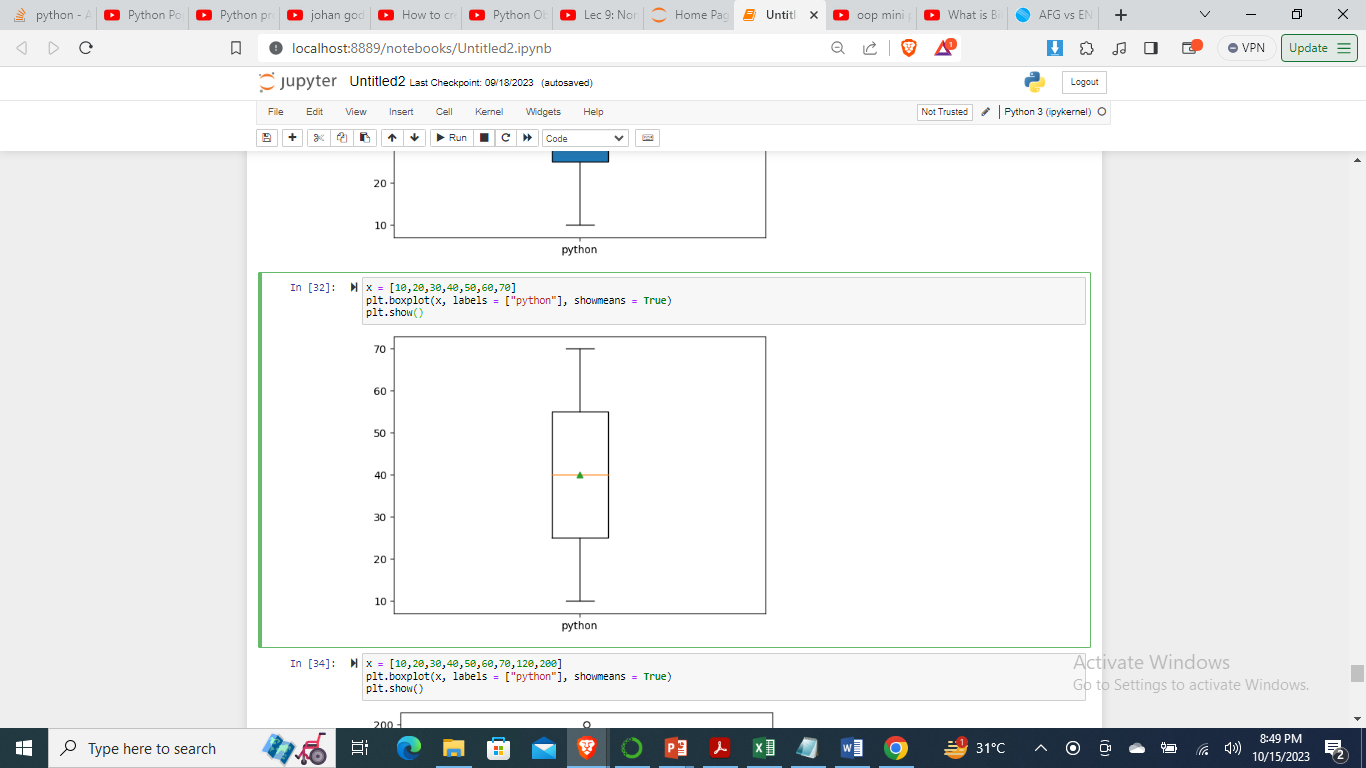 python - A
Python Po
Python pr
johan god
How to cre
Python Ob
Lec 9: Nor
Home Pag
Untitl
oop mini p
What is Bi
AFG vs EN
localhost:8889/notebooks/Untitled2.ipynb
1
VPN
Update
jupyter Untitled2 Last Checkpoint: 09/18/2023 (autosaved)
Logout
File Edit View Insert Cell Kernel Widgets Help
Not Trusted
Python 3 (ipykernel)
Run
Code
20
10
python
In [32]:
x = [10,20,30,40,50,60,70]
plt.boxplot(x, labels = ["python"], showmeans = True)
plt.show()
70
60
50
40
30
20
10
python
In [34]:
x = [10,20,30,40,50,60,70,120,200]
plt.boxplot(x, labels = ["python"], showmeans = True)
plt.show()
200
Activate Windows
Go to Settings to activate Windows.
Type here to search
1
31°C
8:49 PM
10/15/2023
2